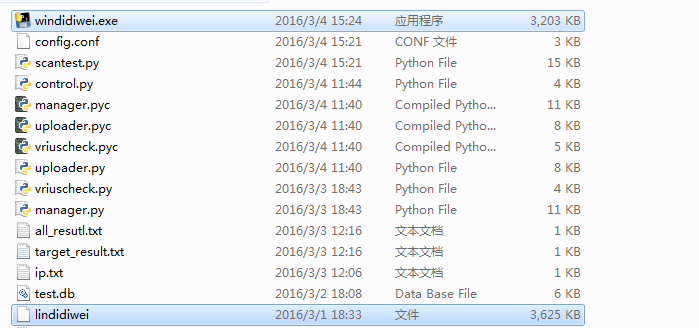 windidiwei.exe 2016/3/4 15:24 应用程序 3,203 KB
config.conf 2016/3/4 15:21 CONF 文件 3 KB
scantest.py 2016/3/4 15:21 Python File 15 KB
control.py 2016/3/4 11:44 Python File 4 KB
manager.pyc 2016/3/4 11:40 Compiled Pytho... 11 KB
uploader.pyc 2016/3/4 11:40 Compiled Pytho... 8 KB
vriuscheck.pyc 2016/3/4 11:40 Compiled Pytho... 5 KB
uploader.py 2016/3/4 11:40 Python File 8 KB
vriuscheck.py 2016/3/3 18:43 Python File 4 KB
manager.py 2016/3/3 18:43 Python File 11 KB
all_resutl.txt 2016/3/3 12:16 文本文档 1 KB
target_result.txt 2016/3/3 12:16 文本文档 1 KB
ip.txt 2016/3/3 12:06 文本文档 1 KB
test.db 2016/3/2 18:08 Data Base File 6 KB
lindidiwei 2016/3/1 18:33 文件 3,625 KB